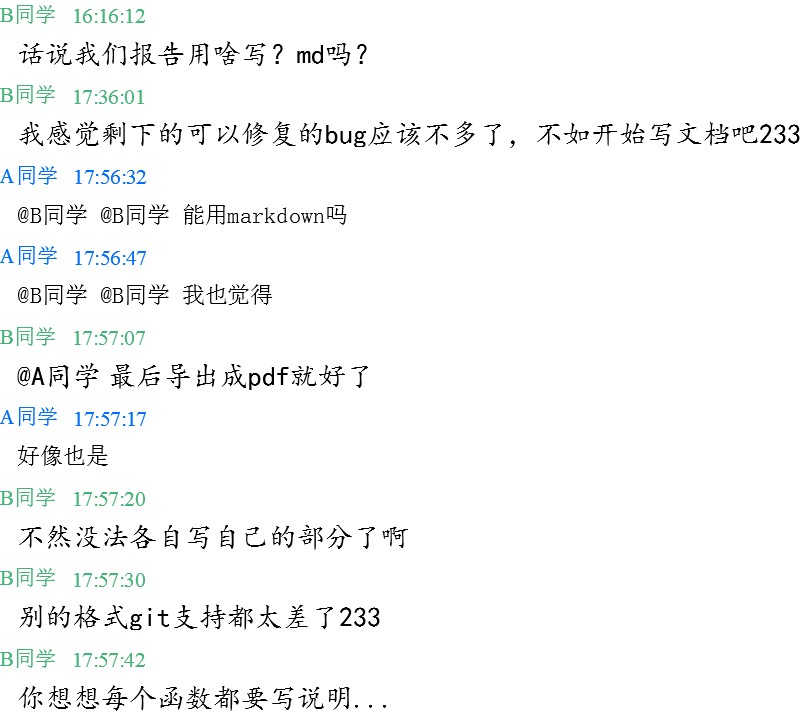 B同学 16:16:12
话说我们报告用啥写？md吗？
B同学 17:36:01
我感觉剩下的可以修复的bug应该不多了，不如开始写文档吧233
A同学 17:56:32
@B同学 @B同学 能用markdown吗
A同学 17:56:47
@B同学 @B同学 我也觉得
B同学 17:57:07
@A同学 最后导出成pdf就好了
A同学 17:57:17
好像也是
B同学 17:57:20
不然没法各自写自己的部分了啊
B同学 17:57:30
别的格式git支持都太差了233
B同学 17:57:42
你想想每个函数都要写说明...